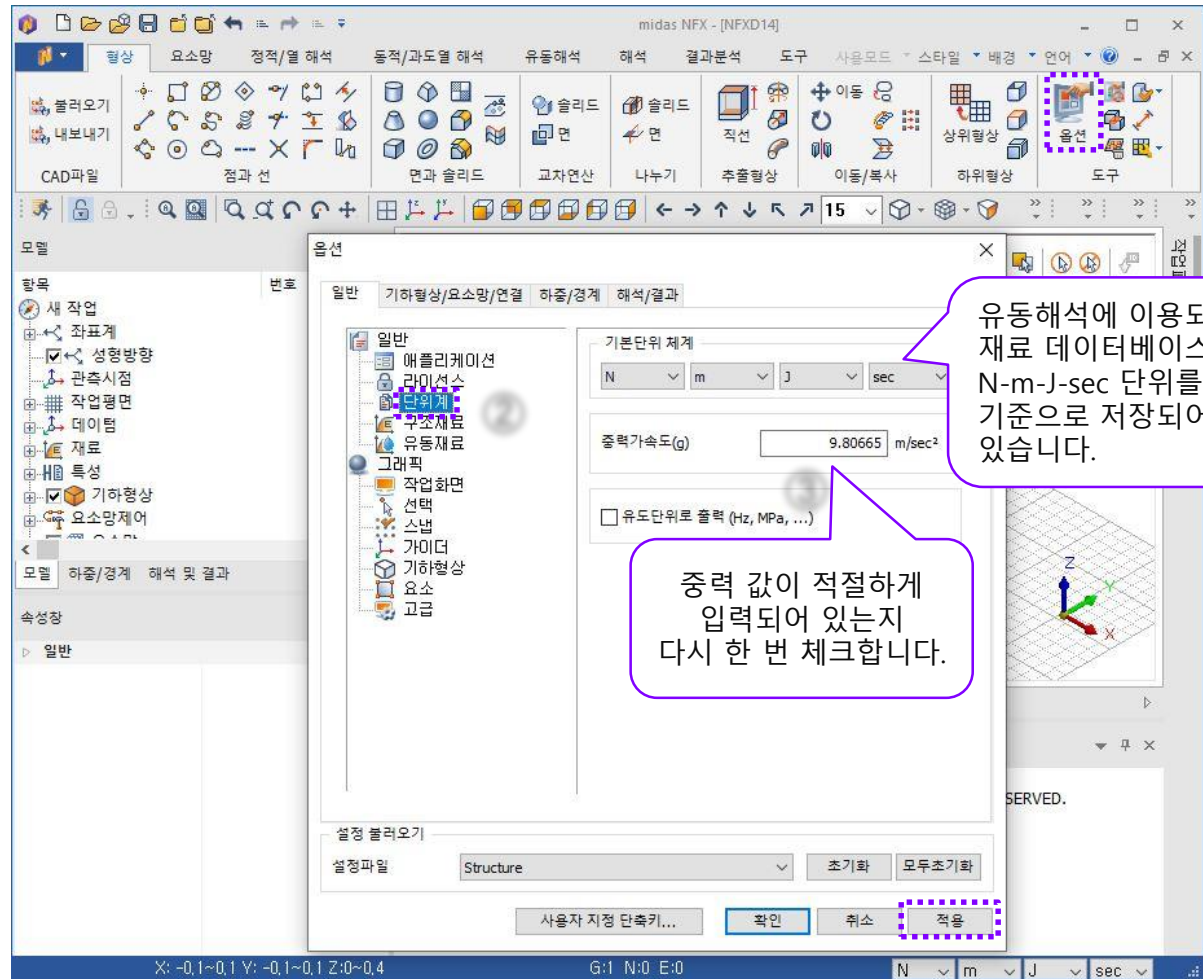 midas NFX - [NFXD14]
형상 요소망 정적/열 해석 동적/과도열 해석 유동해석 해석 결과분석 도구 사용모드 스타일 배경 언어
불러오기
내보내기
솔리드
면
솔리드
면
직선
이동
상위형상
옵션
CAD파일 점과 선 면과 솔리드 교차연산 나누기 추출형상 이동/복사 하위형상 도구
15
모델
항목 번호
새 작업
좌표계
성형방향
관측시점
작업평면
데이텀
재료
특성
기하형상
요소망제어
모델 하중/경계 해석 및 결과
속성창
일반
옵션
일반 기하형상/요소망/연결 하중/경계 해석/결과
일반
애플리케이션
라이선스
단위계
구조재료
유동재료
그래픽
작업화면
선택
스냅
가이더
기하형상
요소
고급
②
기본단위 체계
N m J sec
중력가속도(g) 9.80665 m/sec²
③
유도단위로 출력 (Hz, MPa, ...)
유동해석에 이용되
재료 데이터베이스
N-m-J-sec 단위를
기준으로 저장되어
있습니다.
중력 값이 적절하게
입력되어 있는지
다시 한 번 체크합니다.
Z
Y
X
SERVED.
설정 불러오기
설정파일 Structure 초기화 모두초기화
사용자 지정 단축키... 확인 취소 적용
X: -0,1~0,1 Y: -0,1~0,1 Z:0~0,4 G:1 N:0 E:0 N m J sec